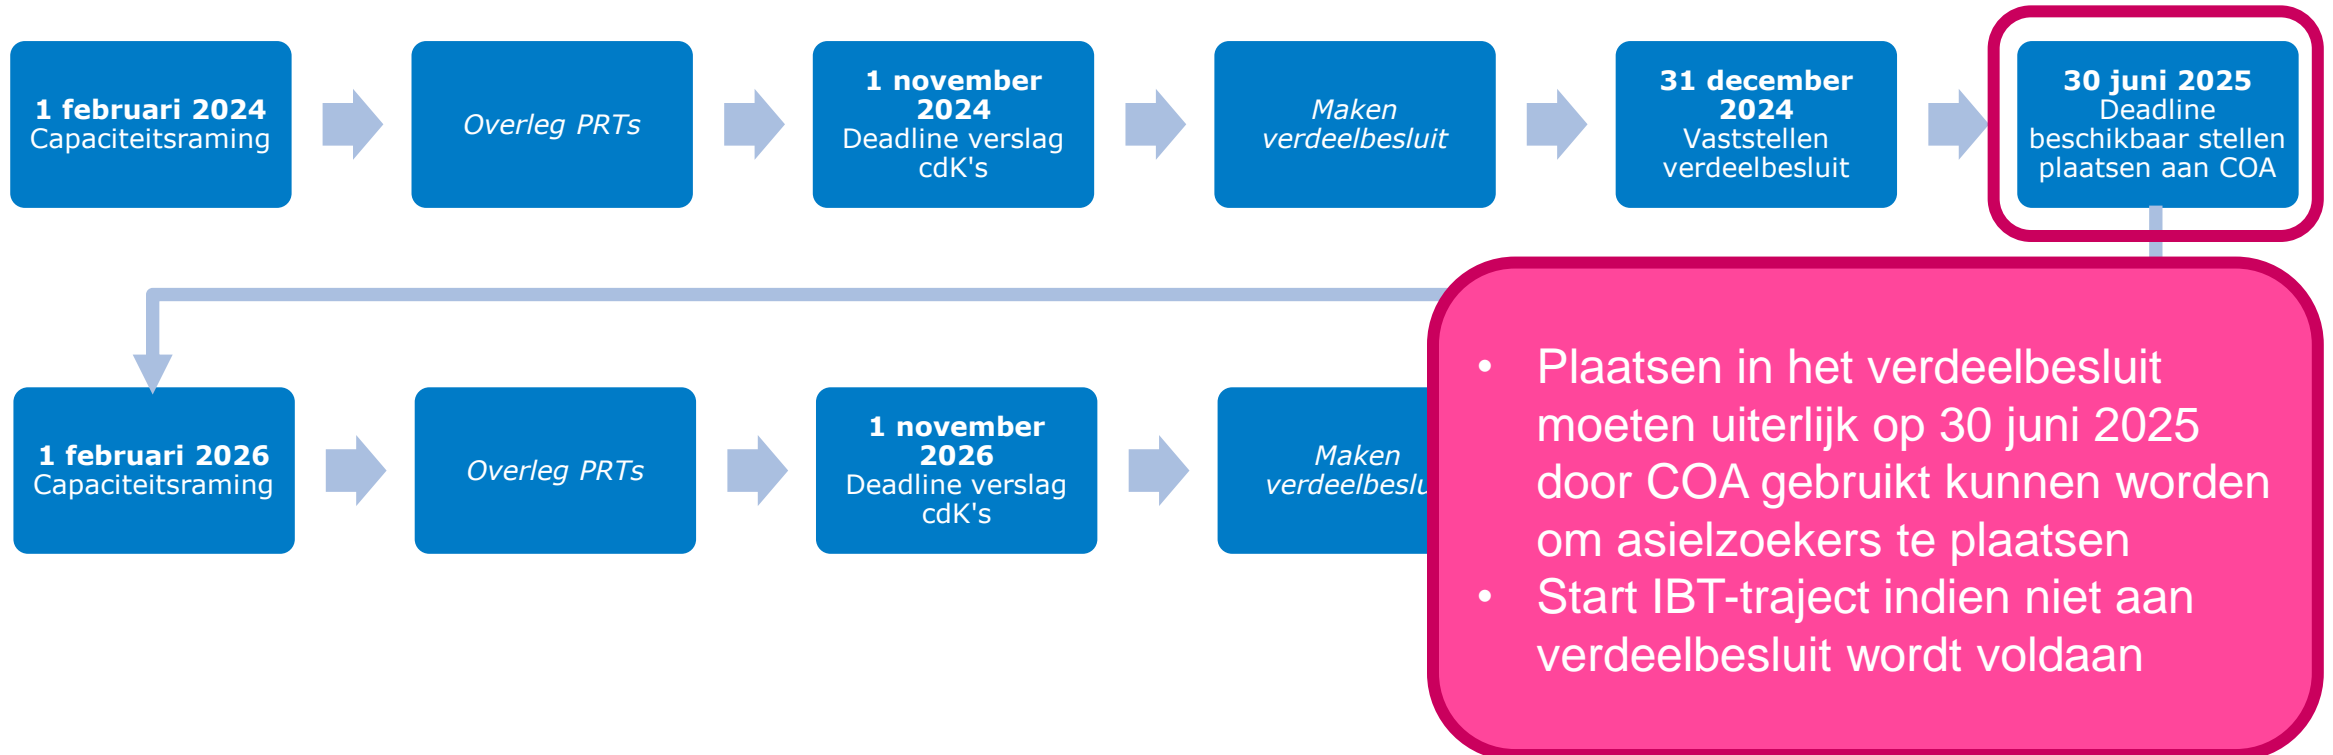 1 februari 2024
Capaciteitsraming
Overleg PRTs
1 november
2024
Deadline verslag
cdK's
Maken
verdeelbesluit
31 december
2024
Vaststellen
verdeelbesluit
30 juni 2025
Deadline
beschikbaar stellen
plaatsen aan COA
1 februari 2026
Capaciteitsraming
Overleg PRTs
1 november
2026
Deadline verslag
cdK's
Maken
• Plaatsen in het verdeelbesluit
moeten uiterlijk op 30 juni 2025
door COA gebruikt kunnen worden
om asielzoekers te plaatsen
• Start IBT-traject indien niet aan
verdeelbesluit wordt voldaan